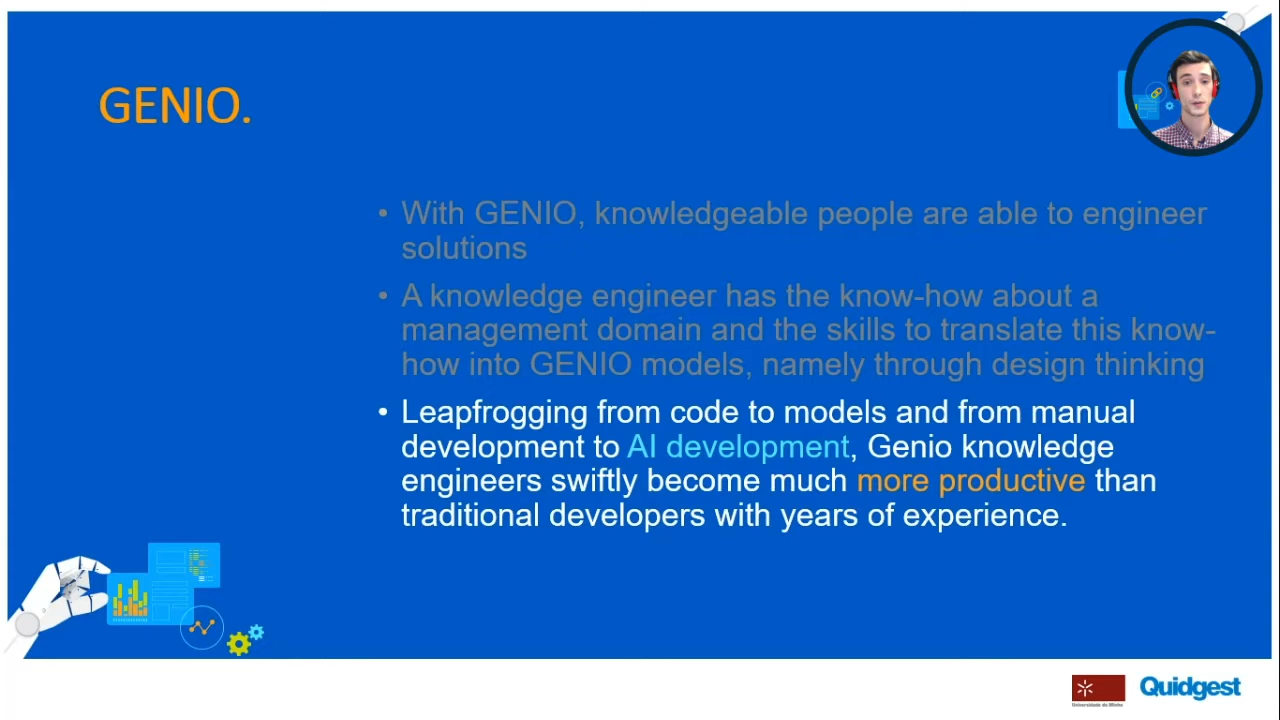 GENIO.
• With GENIO, knowledgeable people are able to engineer
solutions
• A knowledge engineer has the know-how about a
management domain and the skills to translate this know-
how into GENIO models, namely through design thinking
• Leapfrogging from code to models and from manual
development to AI development, Genio knowledge
engineers swiftly become much more productive than
traditional developers with years of experience.
Universidade do Minho
Quidgest